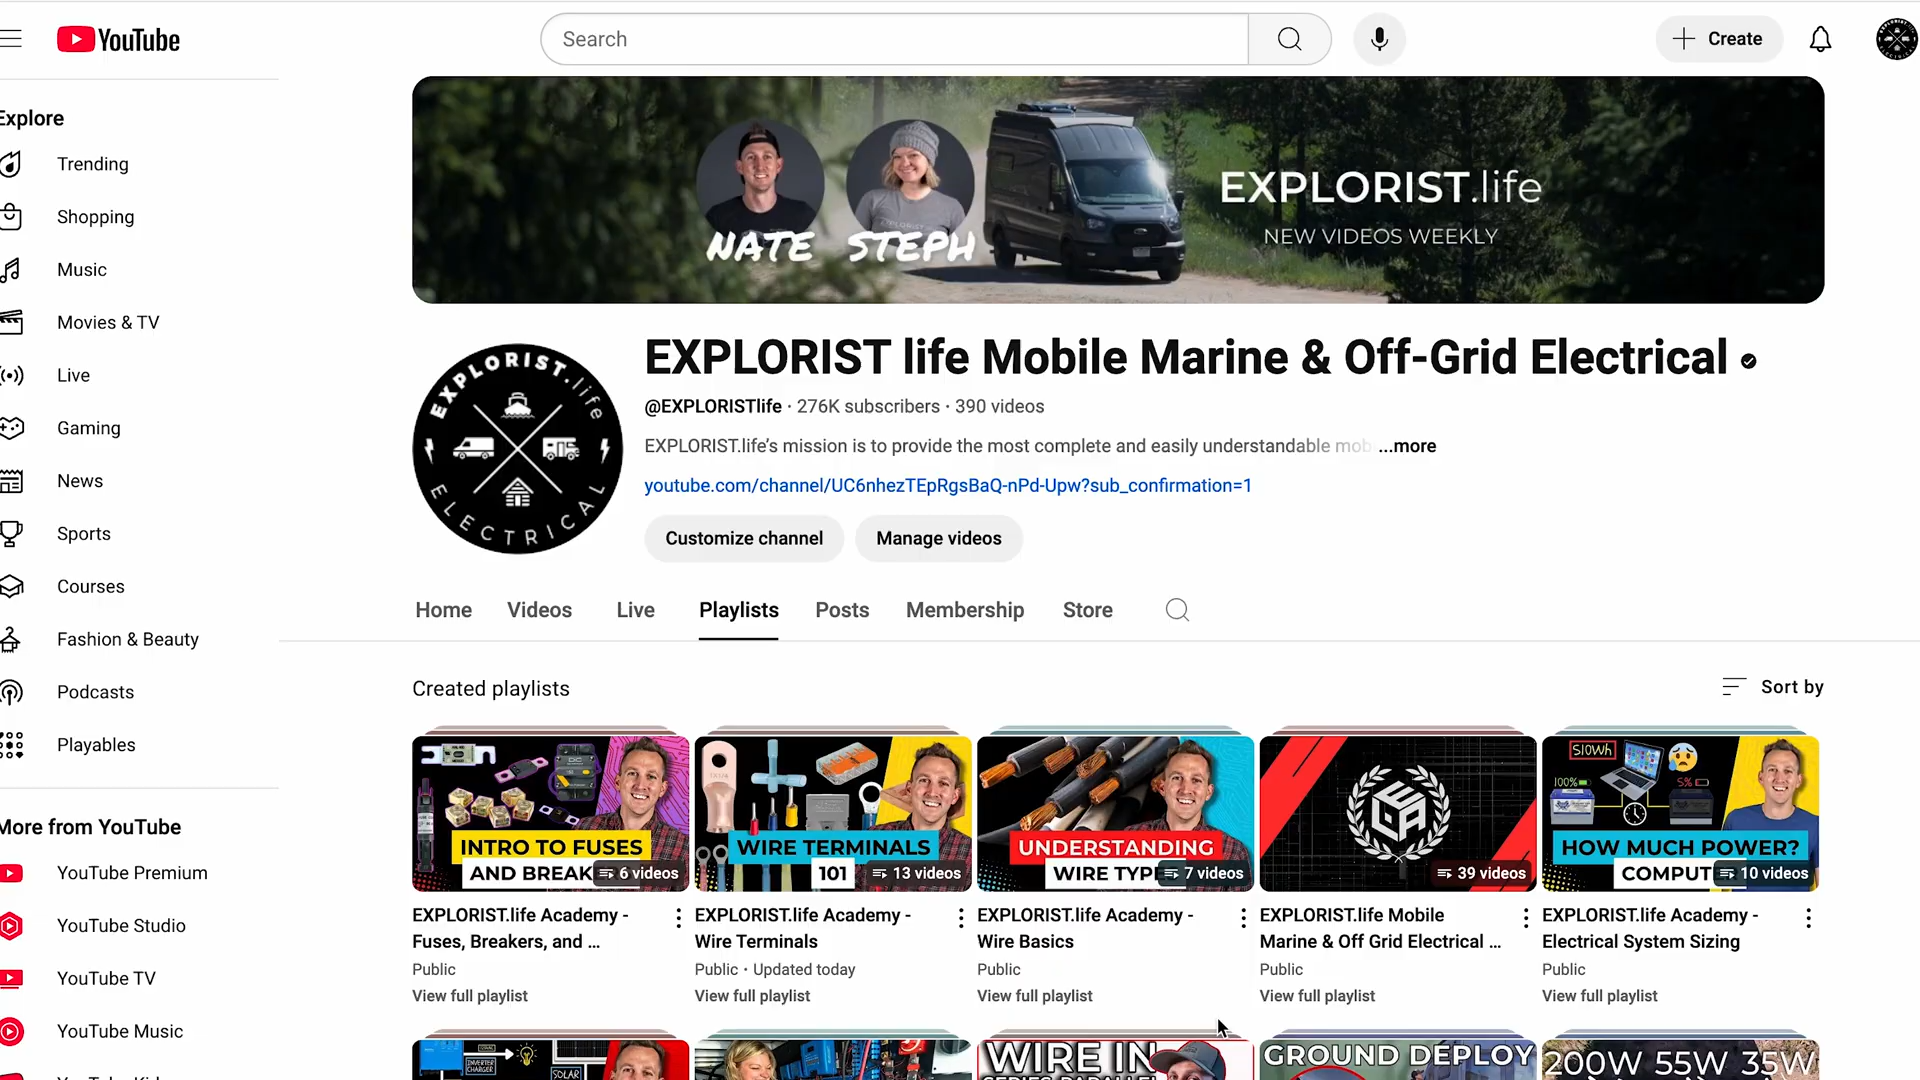 YouTube
Search
Create
Explore
Trending
Shopping
Music
Movies & TV
Live
Gaming
News
Sports
Courses
Fashion & Beauty
Podcasts
Playables
More from YouTube
YouTube Premium
YouTube Studio
YouTube TV
YouTube Music
NATE STEPH
EXPLORIST.life
NEW VIDEOS WEEKLY
EXPLORIST.life
ELECTRICAL
EXPLORIST life Mobile Marine & Off-Grid Electrical
@EXPLORISTlife · 276K subscribers · 390 videos
EXPLORIST.life’s mission is to provide the most complete and easily understandable mob ...more
youtube.com/channel/UC6nhezTEpRgsBaQ-nPd-Upw?sub_confirmation=1
Customize channel
Manage videos
Home Videos Live Playlists Posts Membership Store
Created playlists
Sort by
INTRO TO FUSES
AND BREAK
6 videos
EXPLORIST.life Academy -
Fuses, Breakers, and ...
Public
View full playlist
WIRE TERMINALS
101
13 videos
EXPLORIST.life Academy -
Wire Terminals
Public · Updated today
View full playlist
UNDERSTANDING
WIRE TYP
7 videos
EXPLORIST.life Academy -
Wire Basics
Public
View full playlist
ELA
39 videos
EXPLORIST.life Mobile
Marine & Off Grid Electrical ...
Public
View full playlist
510Wh
100%
5%
HOW MUCH POWER?
COMPUT
10 videos
EXPLORIST.life Academy -
Electrical System Sizing
Public
View full playlist
INVERTER
CHARGER
SOLAR
WIRE IN
GROUND DEPLOY
200W 55W 35W